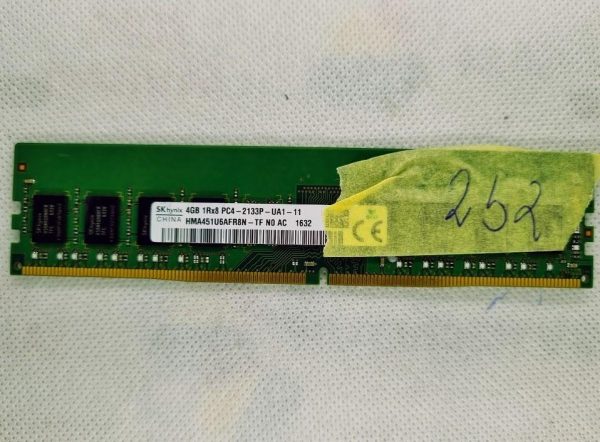 SK hynix 4GB 1Rx8 PC4-2133P-UA1-11
CHINA HMA451U6AFR8N-TF N0 AC 1632
CE
252